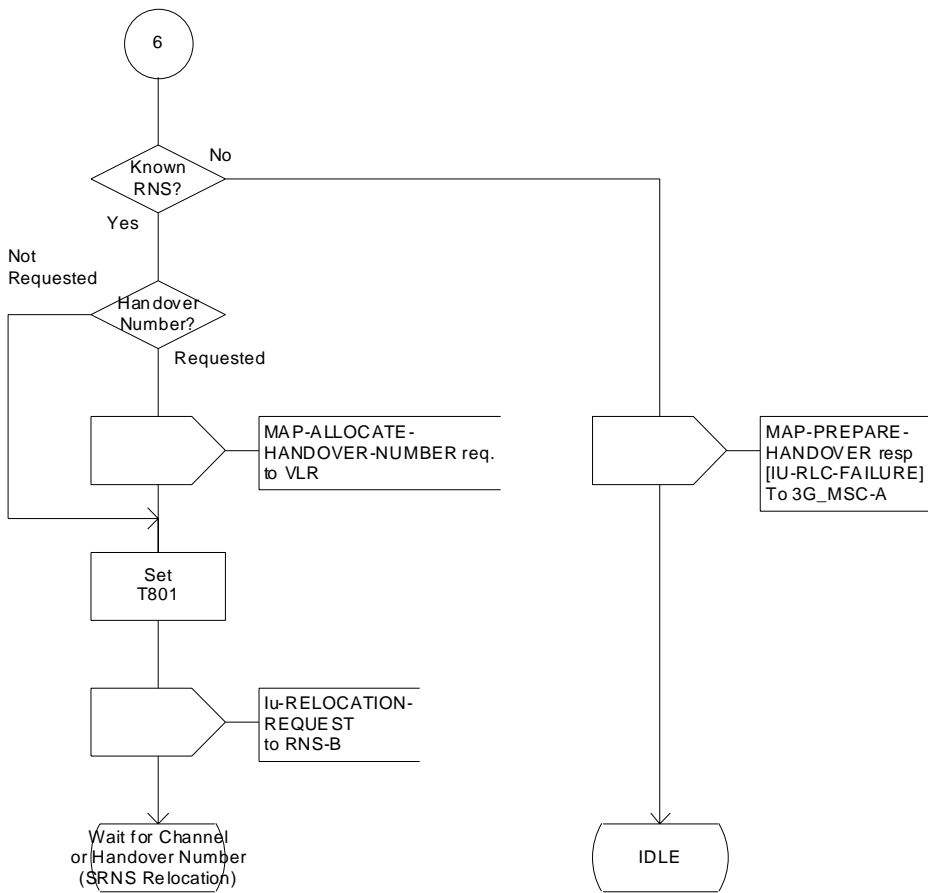 6
Known
RNS?
No
Yes
Not
Requested
Handover
Number?
Requested
MAP-ALLOCATE-
HANDOVER-NUMBER req.
to VLR
MAP-PREPARE-
HANDOVER resp
[IU-RLC-FAILURE]
To 3G_MSC-A
Set
T801
Iu-RELOCATION-
REQUEST
to RNS-B
Wait for Channel
or Handover Number
(SRNS Relocation)
IDLE